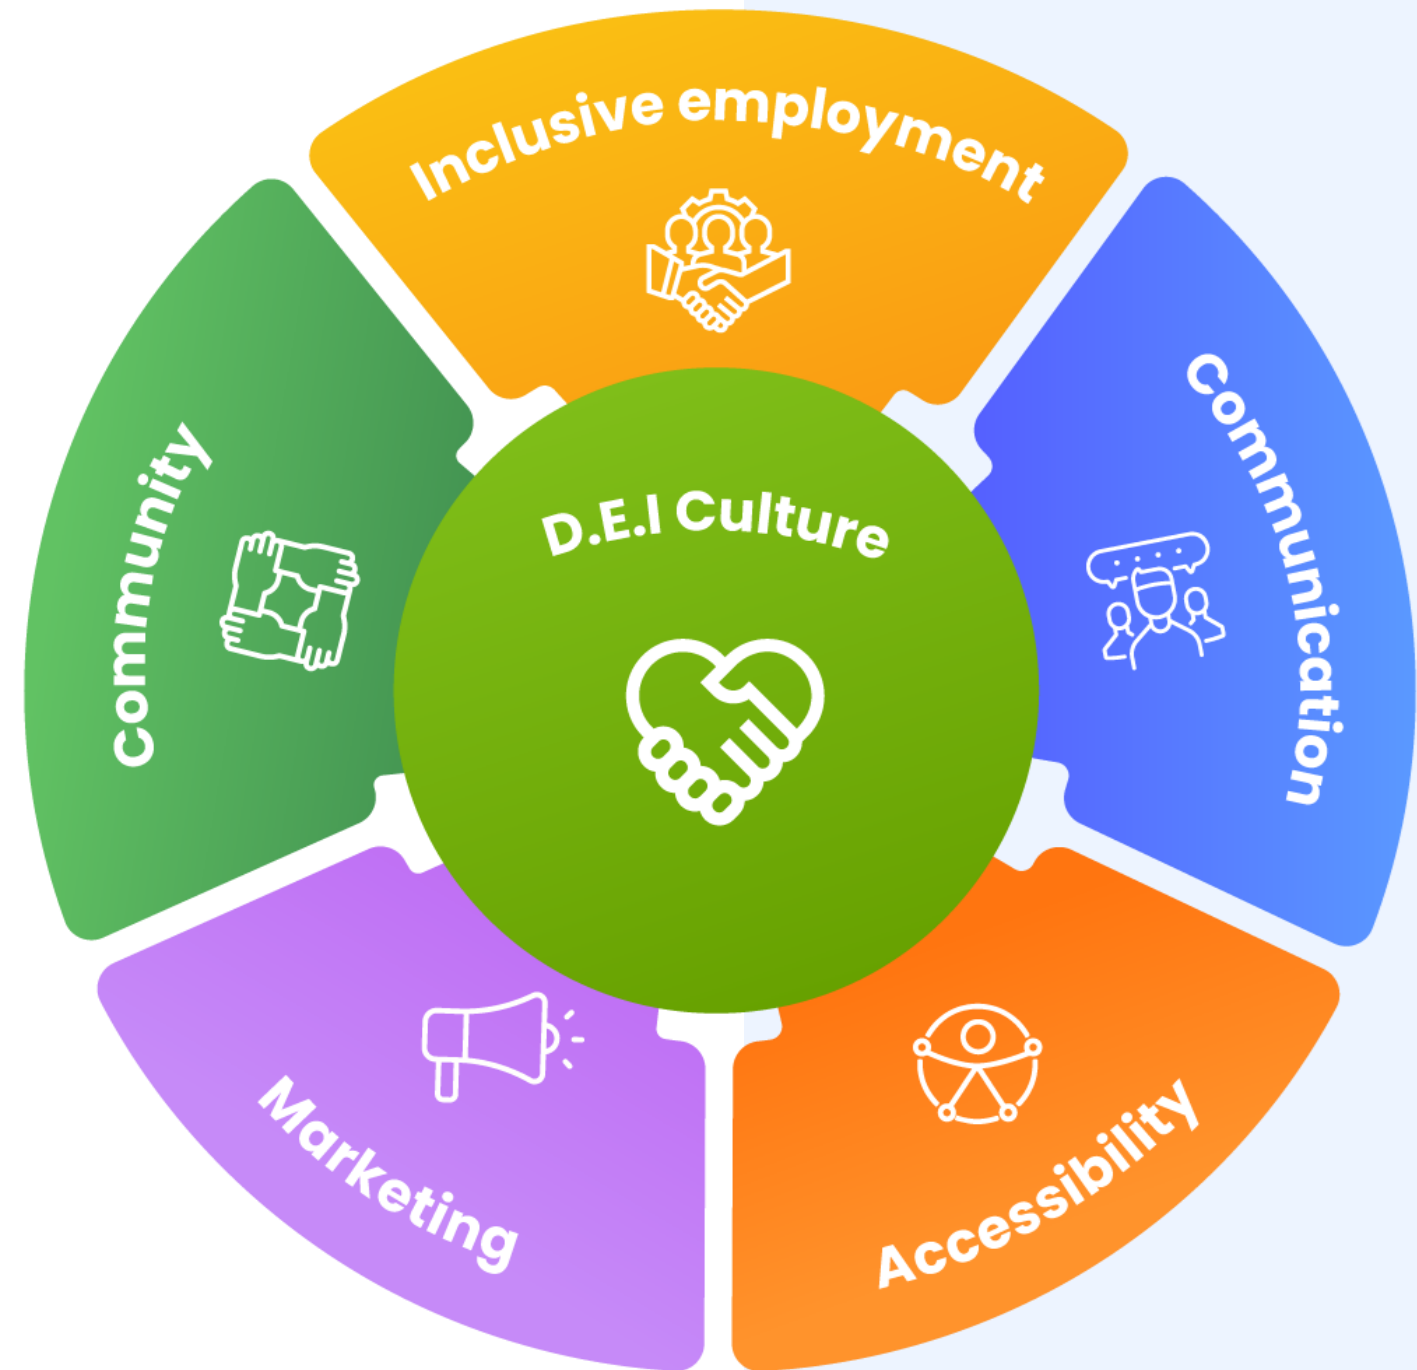 Inclusive employment
Communication
Accessibility
Marketing
Community
D.E.I Culture